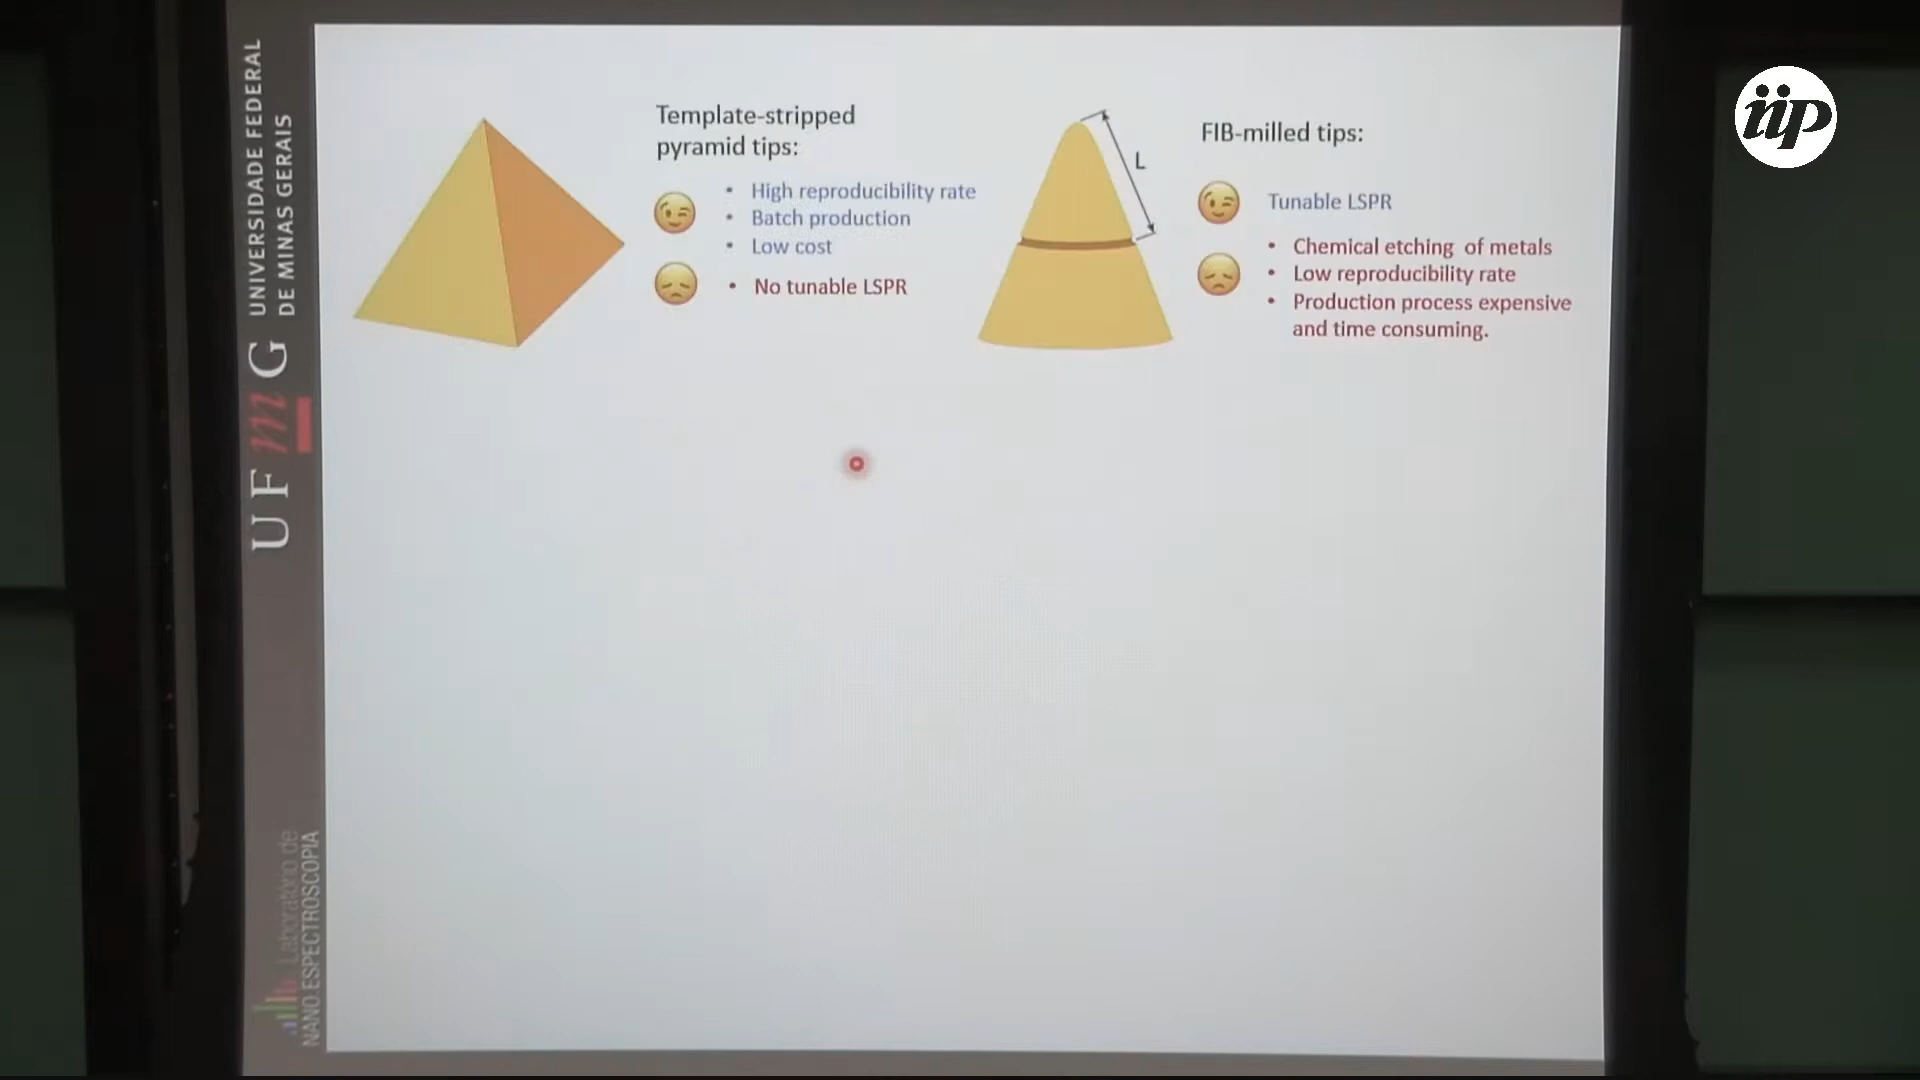 Template-stripped
pyramid tips:
• High reproducibility rate
• Batch production
• Low cost
• No tunable LSPR
L
FIB-milled tips:
Tunable LSPR
• Chemical etching of metals
• Low reproducibility rate
• Production process expensive
and time consuming.
UFmG
UNIVERSIDADE FEDERAL
DE MINAS GERAIS
Laboratório de
NANO.ESPECTROSCOPIA
iip